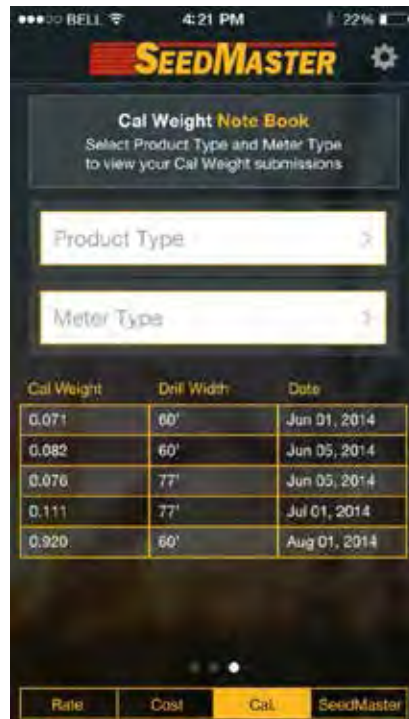 BELL 4:21 PM 22%
SEEDMASTER
Cal Weight Note Book
Select Product Type and Meter Type
to view your Cal Weight submissions
Product Type
Meter Type
Cal Weight Drill Width Date
0.071 60' Jun 01, 2014
0.082 60' Jun 05, 2014
0.076 77' Jun 05, 2014
0.111 77' Jul 01, 2014
0.920 60' Aug 01, 2014
Rate Cost Cal. SeedMaster